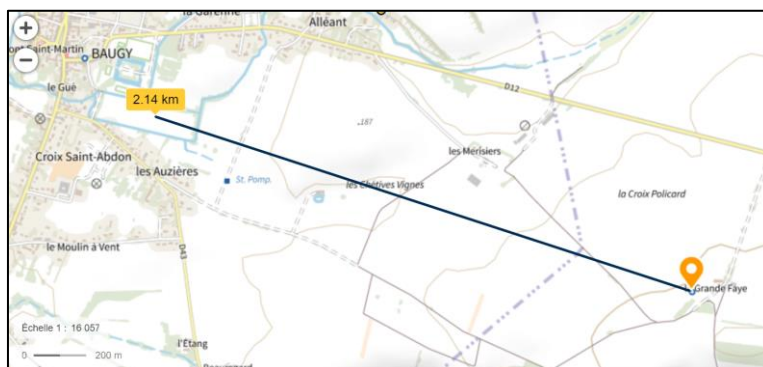 la Garenne
Alléant
ont Saint-Martin
BAUGY
le Gué
2.14 km
D12
187
Croix Saint-Abdon
les Auzières
St. Pomp.
les Mérisiers
les Chétives Vignes
la Croix Policard
le Moulin à Vent
D43
Grande Faye
Échelle 1 : 16 057
l'Étang
0
200 m